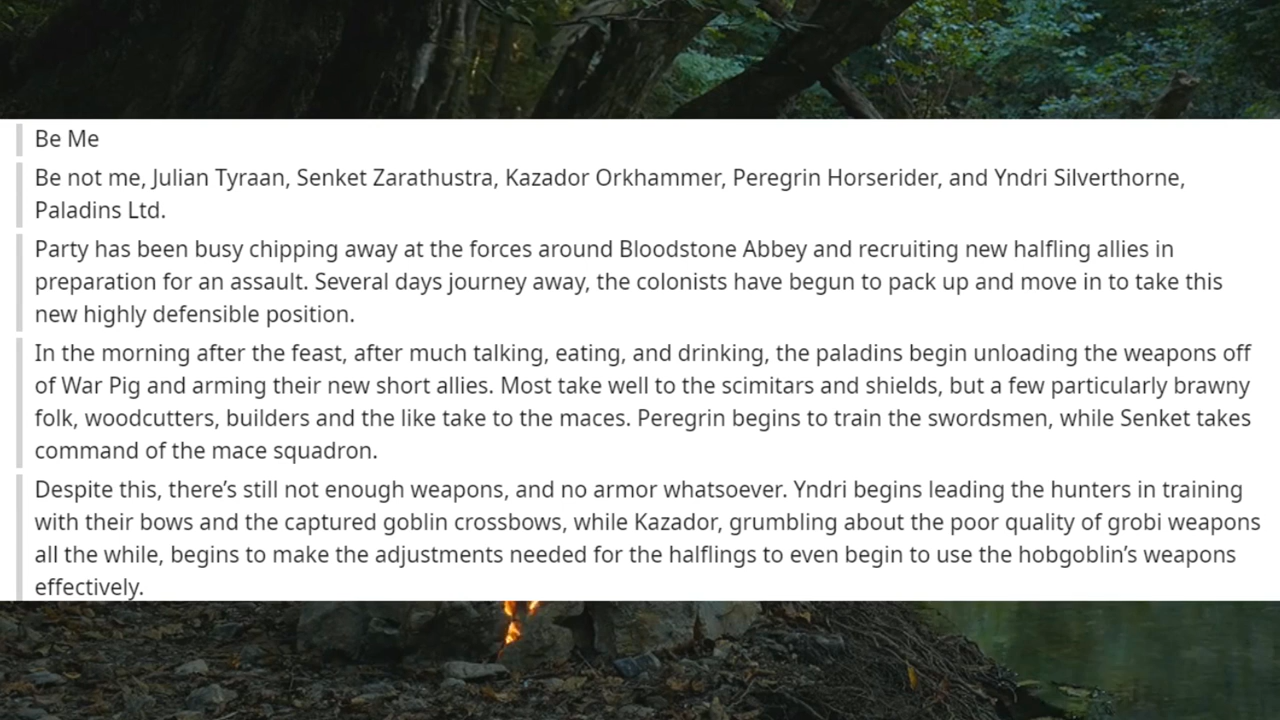 Be Me
Be not me, Julian Tyraan, Senket Zarathustra, Kazador Orkhammer, Peregrin Horserider, and Yndri Silverthorne,
Paladins Ltd.
Party has been busy chipping away at the forces around Bloodstone Abbey and recruiting new halfling allies in
preparation for an assault. Several days journey away, the colonists have begun to pack up and move in to take this
new highly defensible position.
In the morning after the feast, after much talking, eating, and drinking, the paladins begin unloading the weapons off
of War Pig and arming their new short allies. Most take well to the scimitars and shields, but a few particularly brawny
folk, woodcutters, builders and the like take to the maces. Peregrin begins to train the swordsmen, while Senket takes
command of the mace squadron.
Despite this, there’s still not enough weapons, and no armor whatsoever. Yndri begins leading the hunters in training
with their bows and the captured goblin crossbows, while Kazador, grumbling about the poor quality of grobi weapons
all the while, begins to make the adjustments needed for the halflings to even begin to use the hobgoblin’s weapons
effectively.